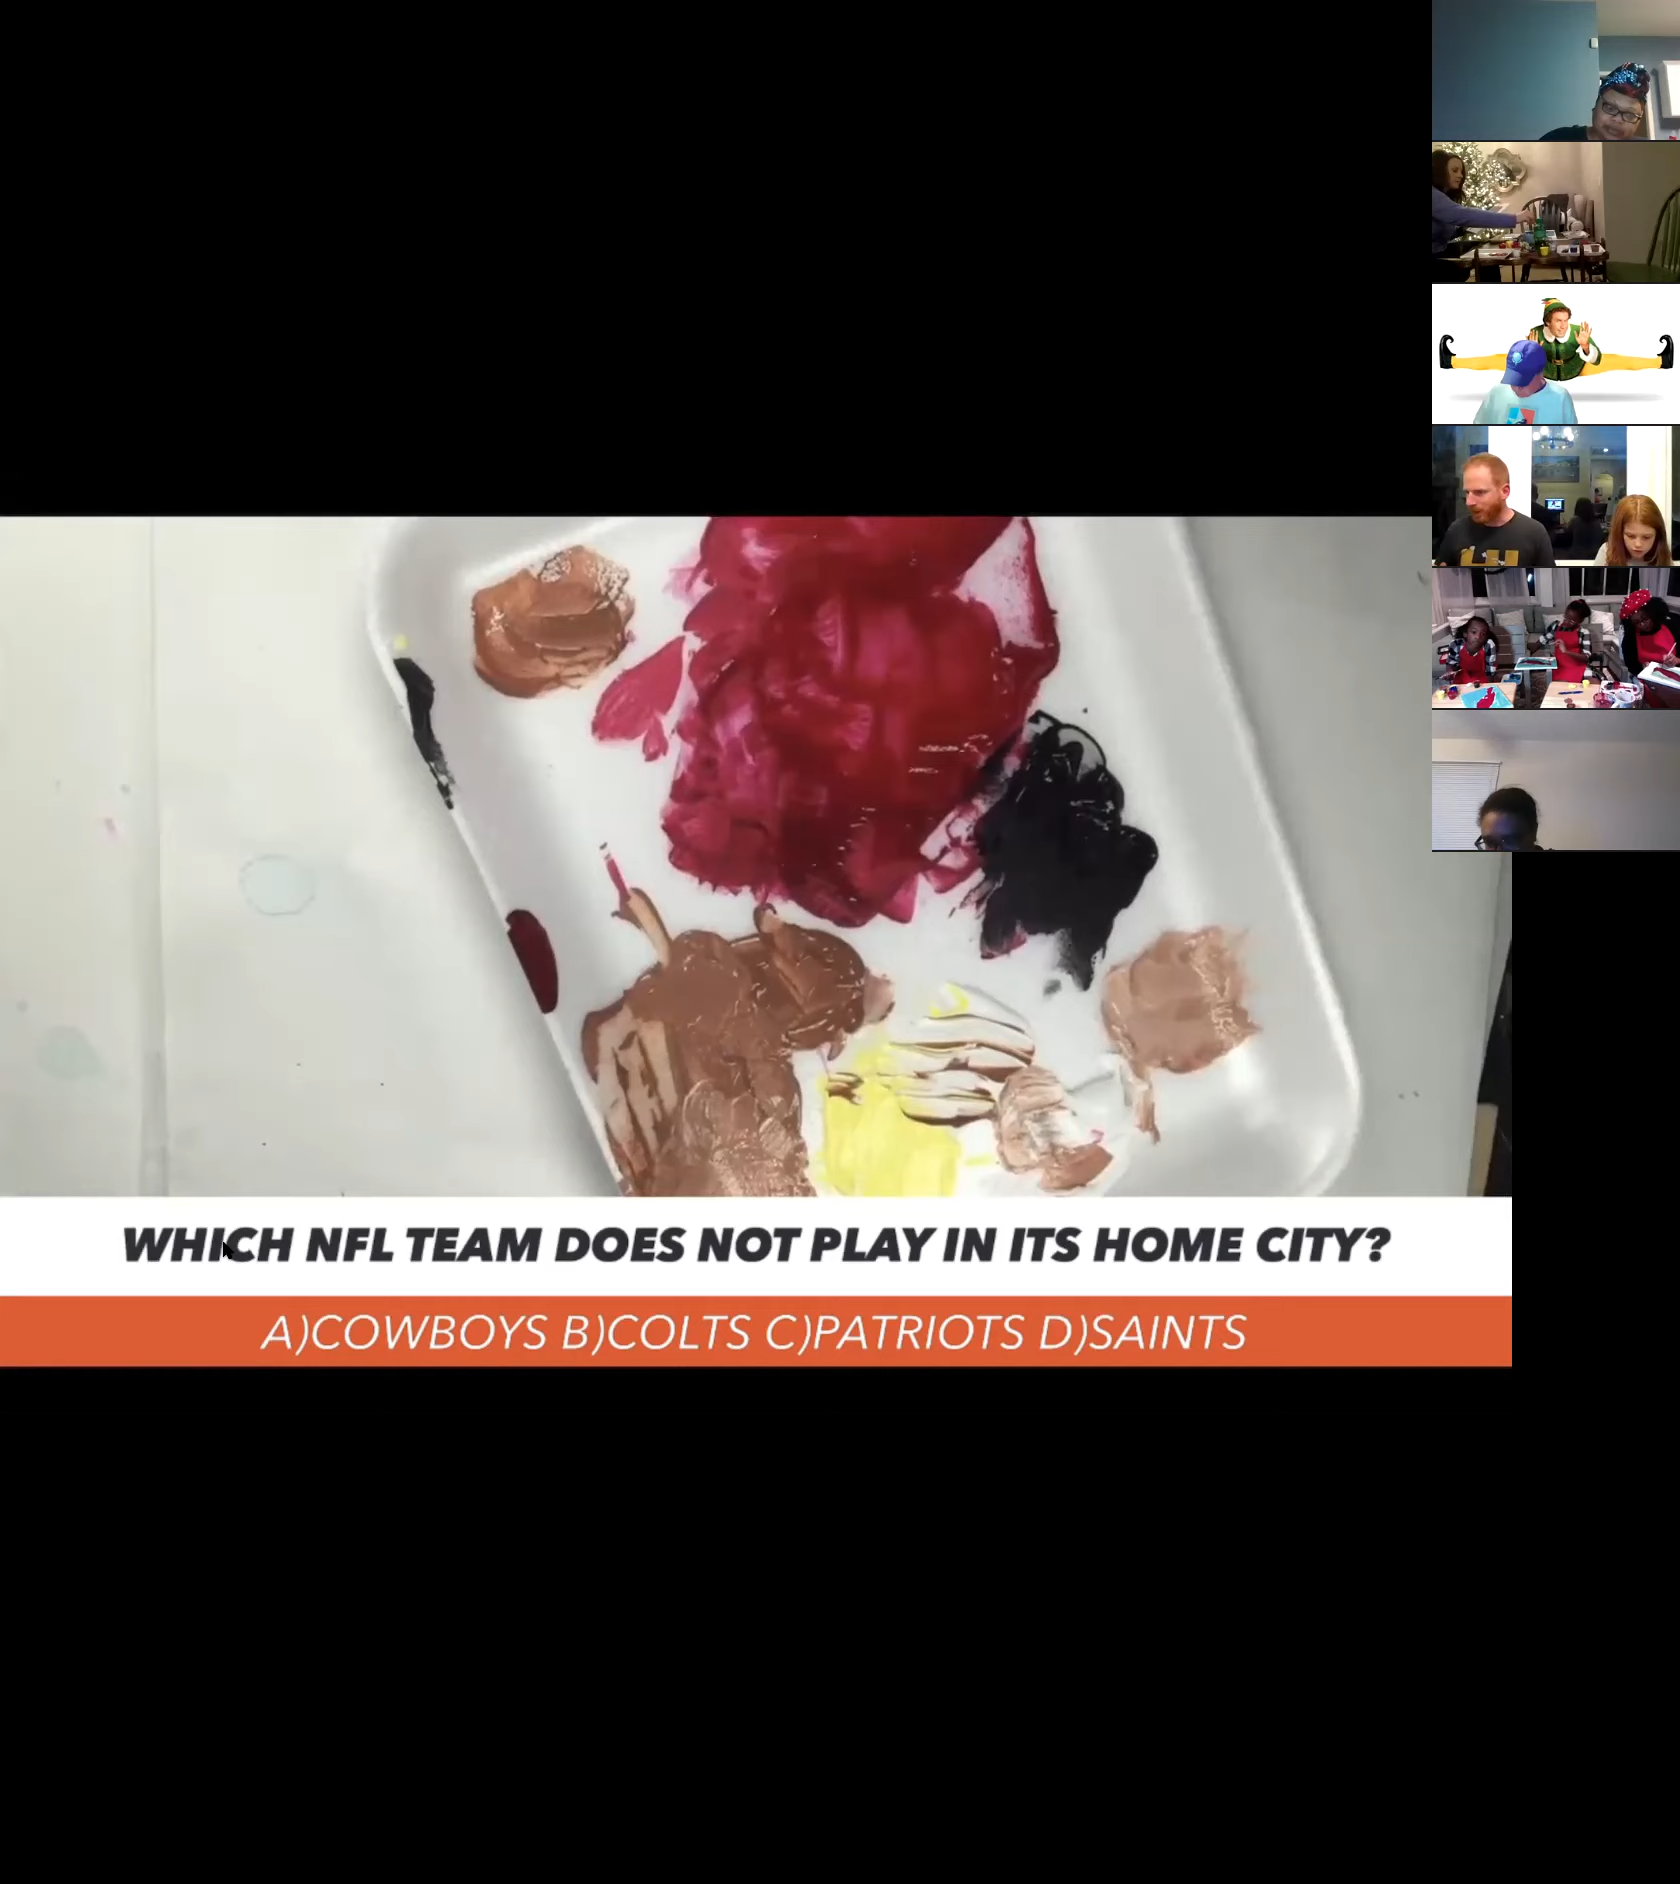 WHICH NFL TEAM DOES NOT PLAY IN ITS HOME CITY?
A)COWBOYS B)COLTS C)PATRIOTS D)SAINTS